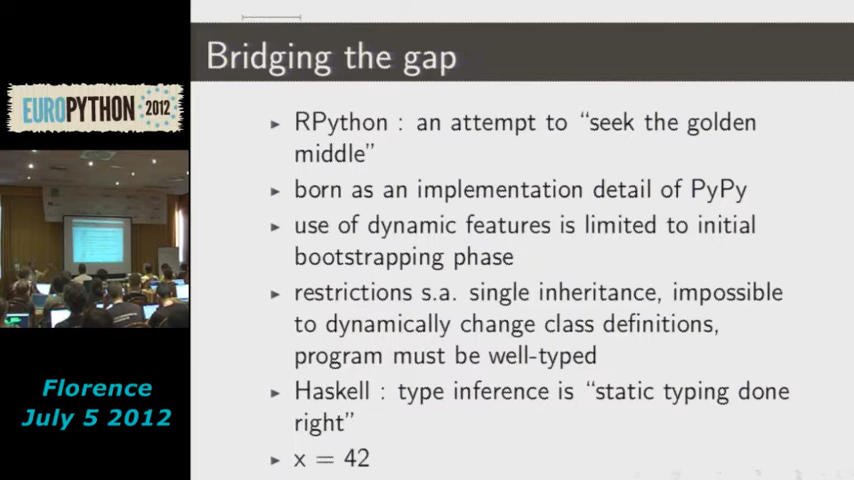 EUROPYTHON 2012
Florence
July 5 2012
Bridging the gap
▸ RPython : an attempt to “seek the golden
middle”
▸ born as an implementation detail of PyPy
▸ use of dynamic features is limited to initial
bootstrapping phase
▸ restrictions s.a. single inheritance, impossible
to dynamically change class definitions,
program must be well-typed
▸ Haskell : type inference is “static typing done
right”
▸ x = 42